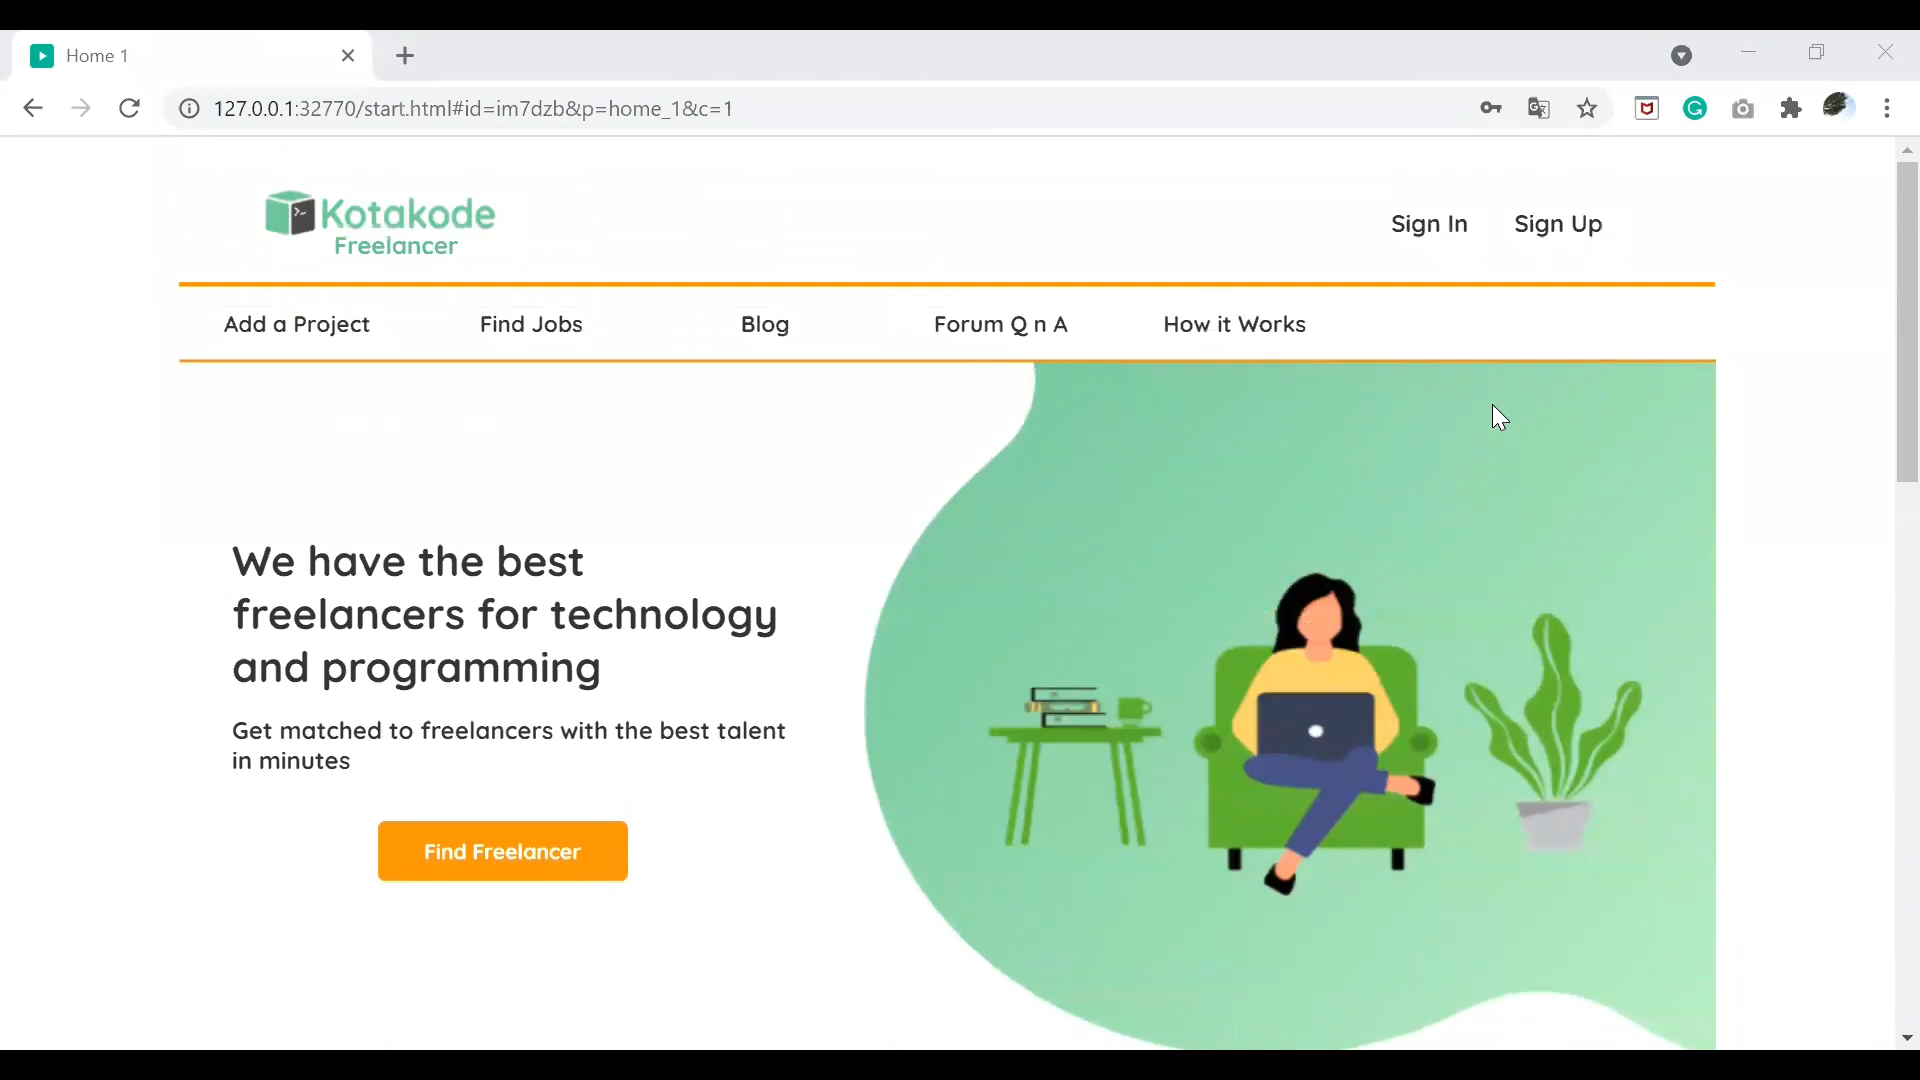 Home 1
127.0.0.1:32770/start.html#id=im7dzb&p=home_1&c=1
Kotakode
Freelancer
Sign In
Sign Up
Add a Project
Find Jobs
Blog
Forum Q n A
How it Works
We have the best
freelancers for technology
and programming
Get matched to freelancers with the best talent
in minutes
Find Freelancer